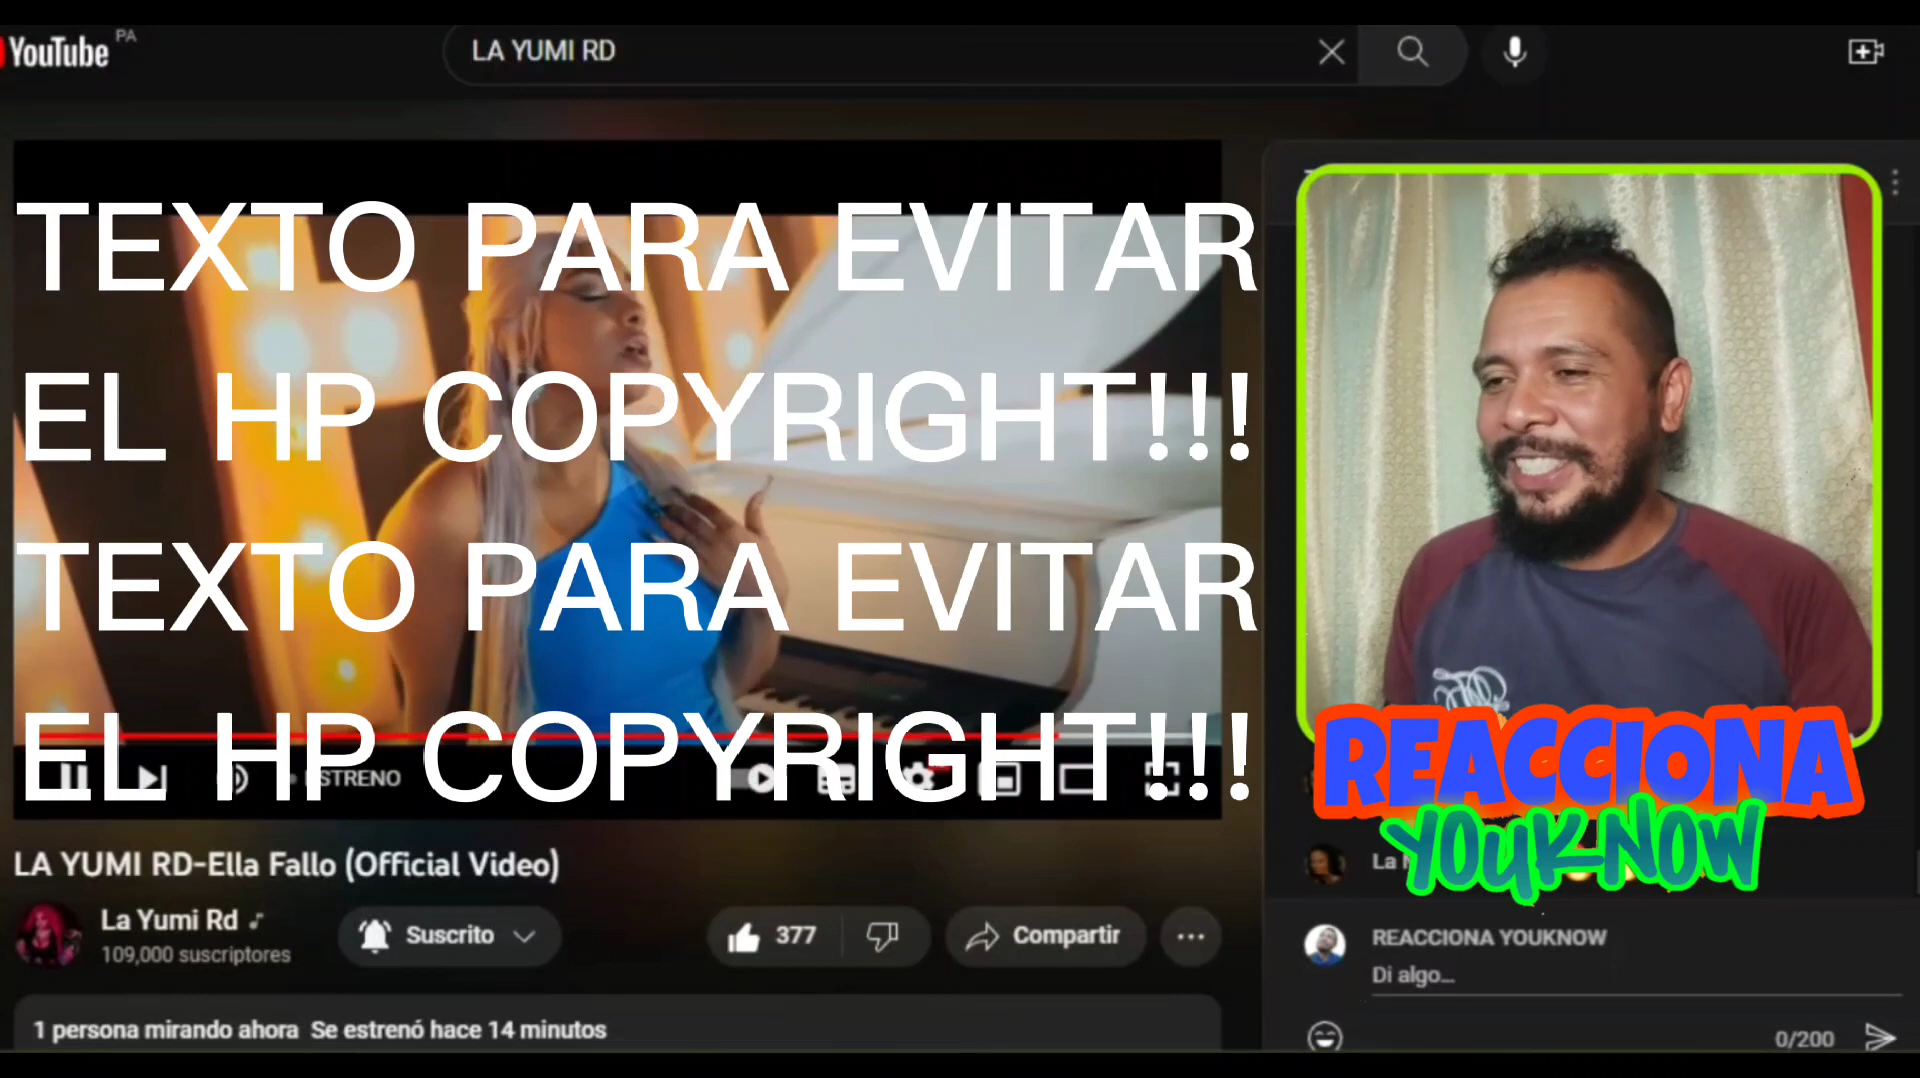 YouTube PA
LA YUMI RD
TEXTO PARA EVITAR
EL HP COPYRIGHT!!!
TEXTO PARA EVITAR
EL HP COPYRIGHT!!!
ESTRENO
LA YUMI RD-Ella Fallo (Official Video)
La Yumi Rd
109,000 suscriptores
Suscrito
377
Compartir
1 persona mirando ahora Se estrenó hace 14 minutos
REACCIONA
YOUKNOW
La
REACCIONA YOUKNOW
Di algo...
0/200